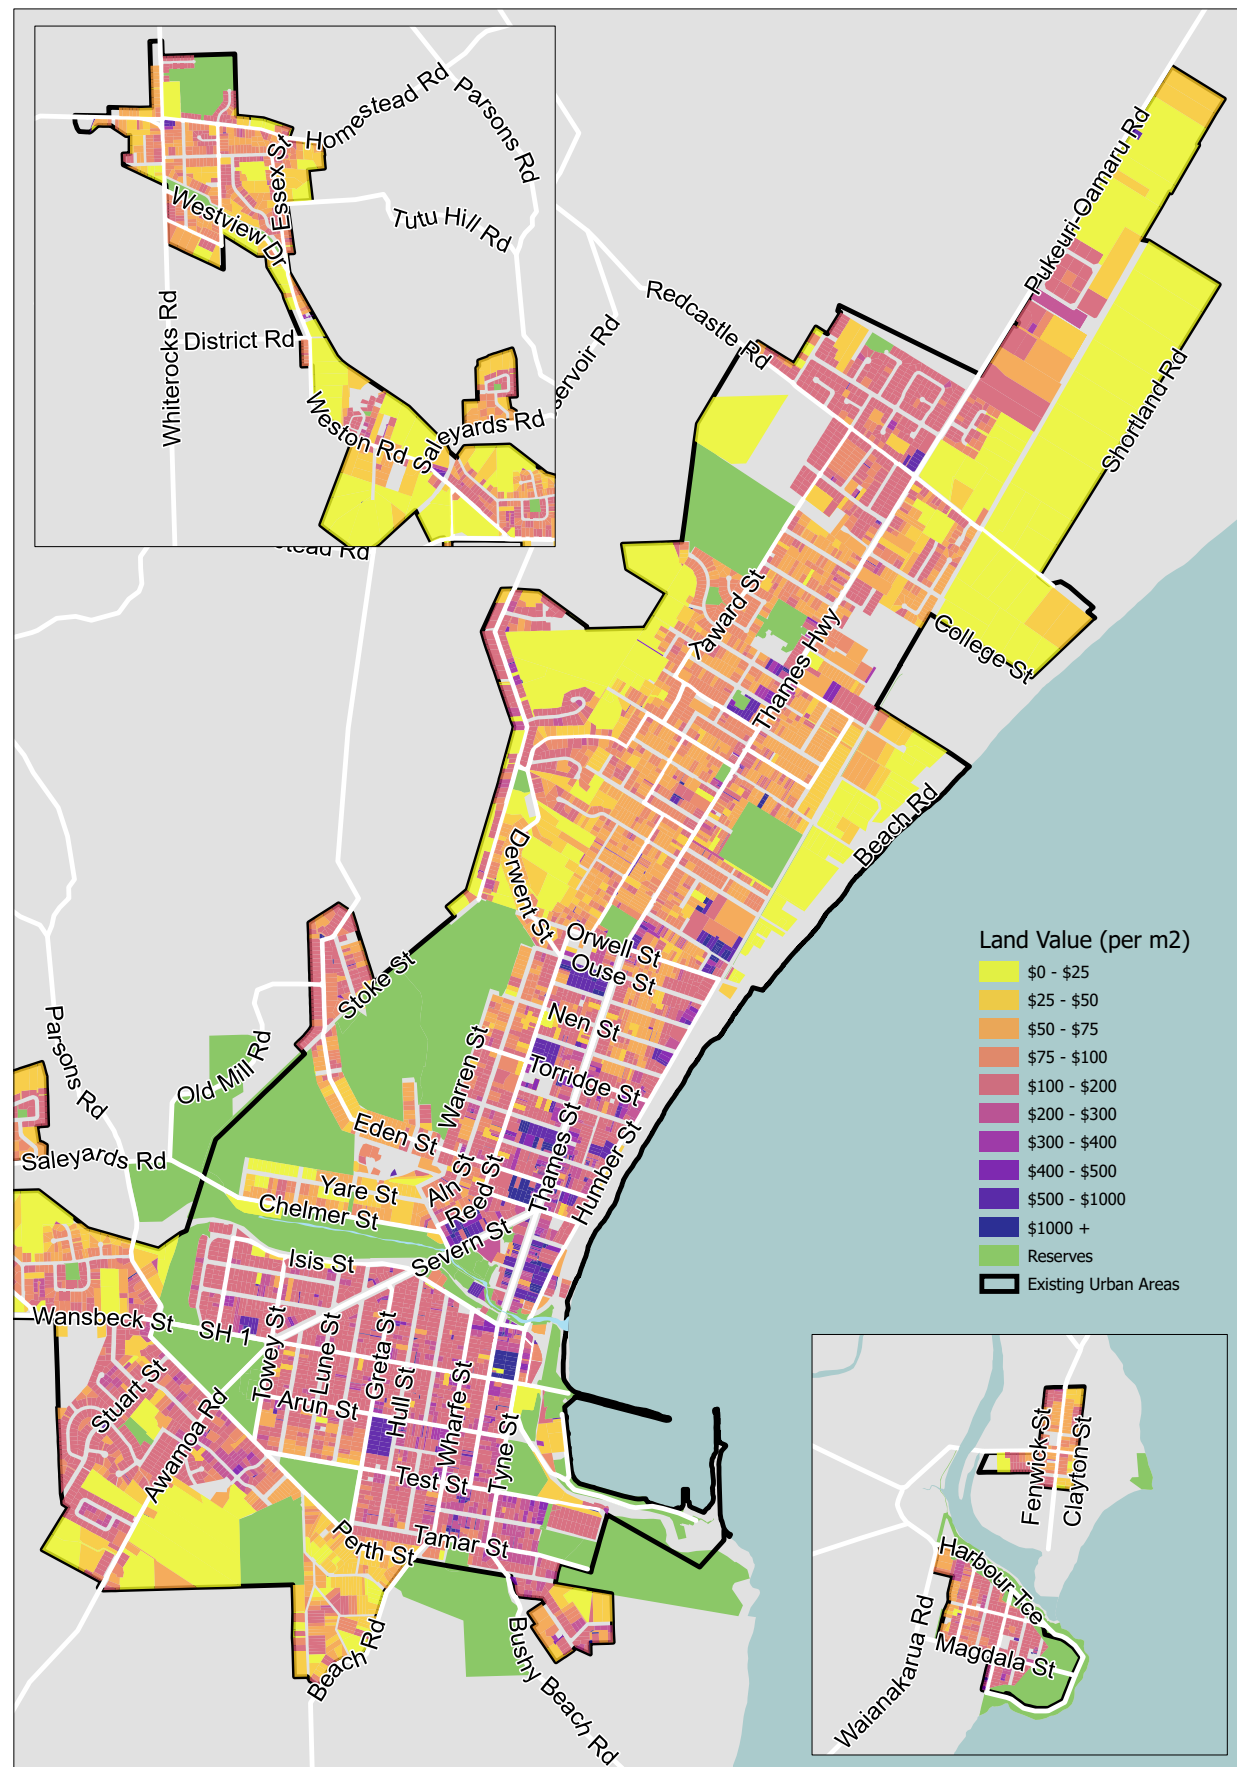 Homestead Rd
Parsons Rd
Essex St
Westview Dr
Tutu Hill Rd
Whiterocks Rd
District Rd
Weston Rd
Saleyards Rd
servoir Rd
stead Rd
Redcastle Rd
Pukeuri-Oamaru Rd
Shortland Rd
Taward St
Thames Hwy
College St
Beach Rd
Derwent St
Orwell St
Ouse St
Nen St
Stoke St
Warren St
Torridge St
Parsons Rd
Old Mill Rd
Eden St
Thames St
Humber St
Saleyards Rd
Yare St
Aln St
Reed St
Chelmer St
Severn St
Isis St
Wansbeck St
SH 1
Towey St
Lune St
Greta St
Hull St
Wharfe St
Tyne St
Stuart St
Arun St
Awamoa Rd
Test St
Perth St
Tamar St
Beach Rd
Bushy Beach Rd
Land Value (per m2)
$0 - $25
$25 - $50
$50 - $75
$75 - $100
$100 - $200
$200 - $300
$300 - $400
$400 - $500
$500 - $1000
$1000 +
Reserves
Existing Urban Areas
Fenwick St
Clayton St
Harbour Tce
Magdala St
Waianakarua Rd